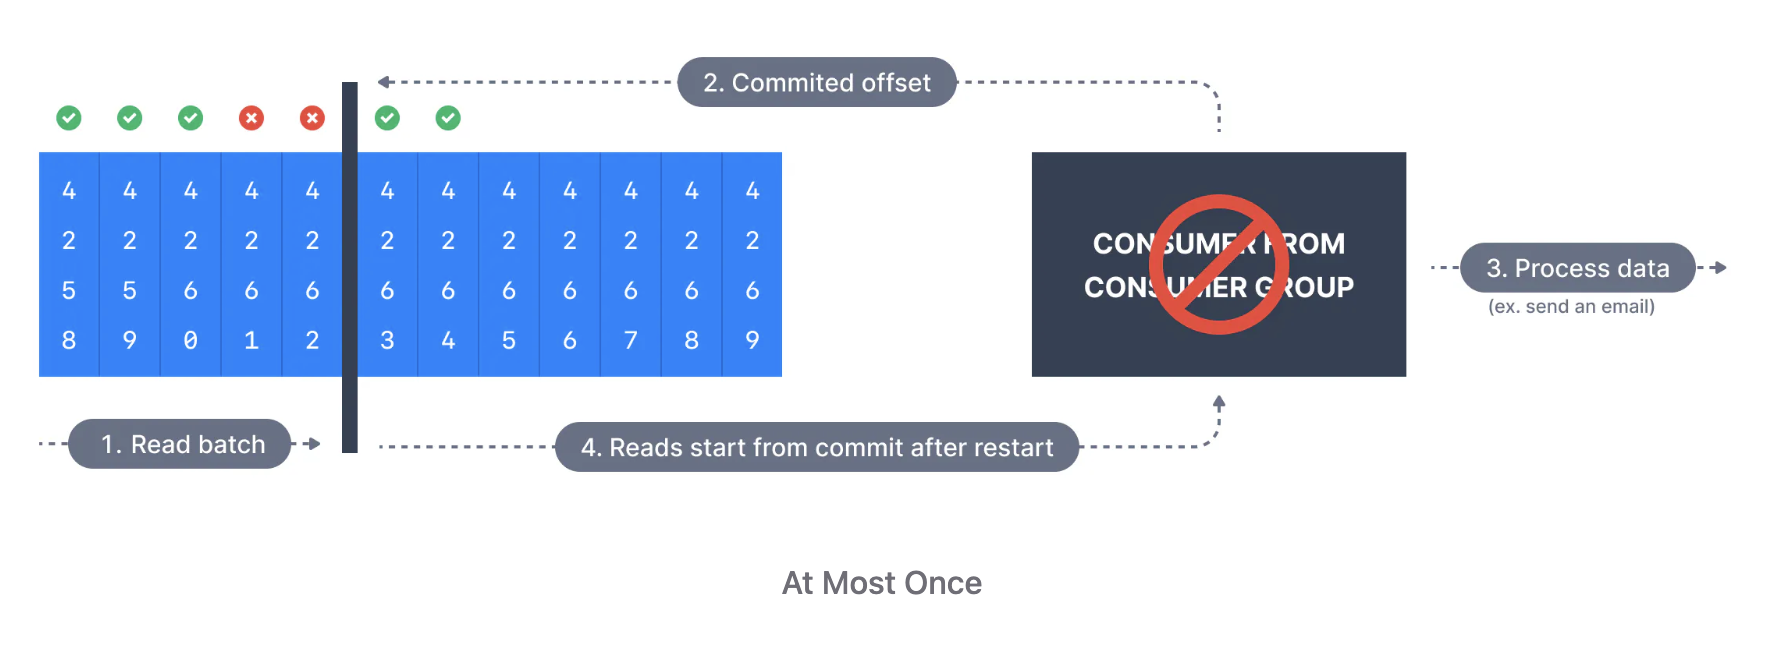 2. Commited offset
4 4 4 4 4 4 4 4 4 4 4 4
2 2 2 2 2 2 2 2 2 2 2 2
5 5 6 6 6 6 6 6 6 6 6 6
8 9 0 1 2 3 4 5 6 7 8 9
CONSUMER FROM
CONSUMER GROUP
3. Process data
(ex. send an email)
1. Read batch
4. Reads start from commit after restart
At Most Once